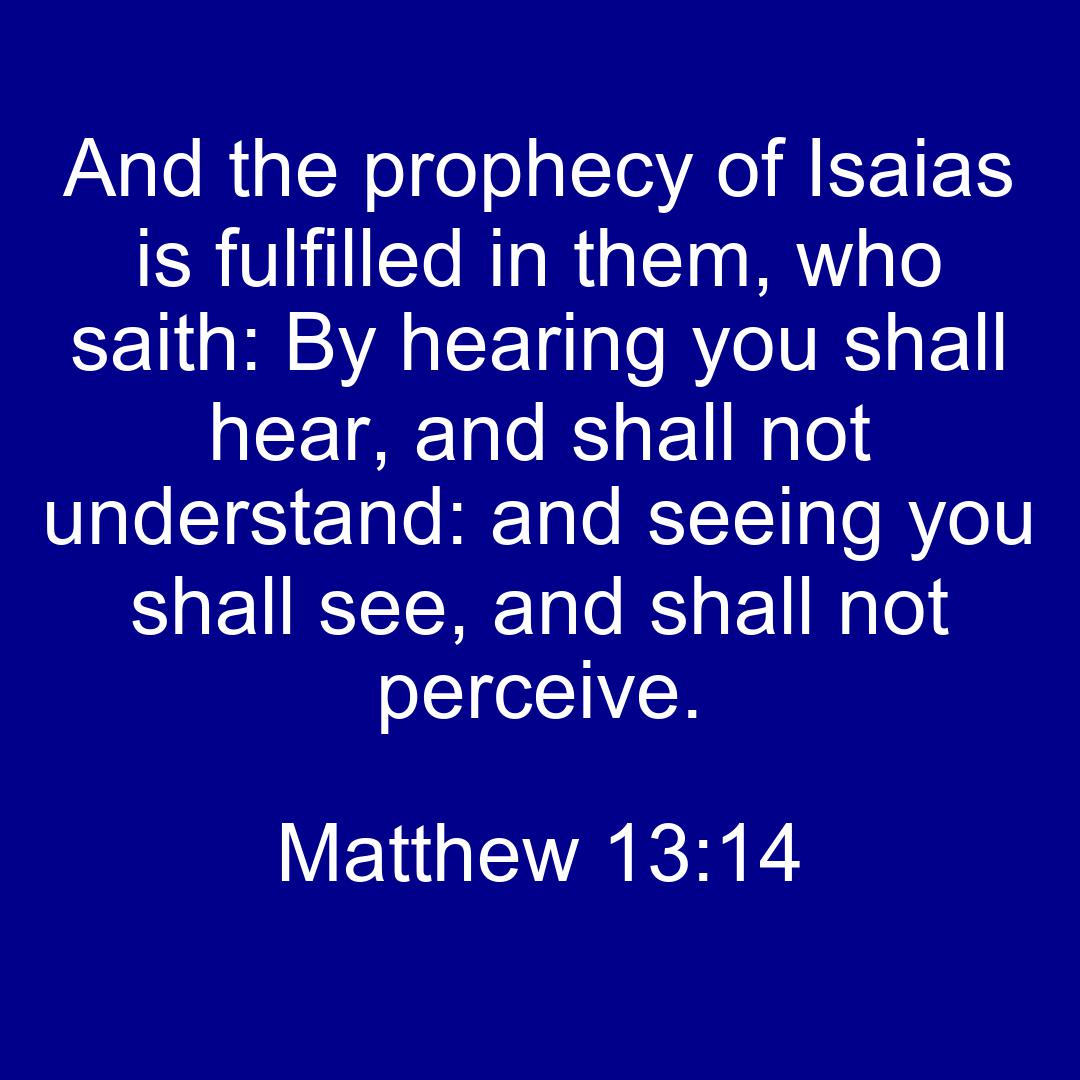 And the prophecy of Isaias
is fulfilled in them, who
saith: By hearing you shall
hear, and shall not
understand: and seeing you
shall see, and shall not
perceive.
Matthew 13:14